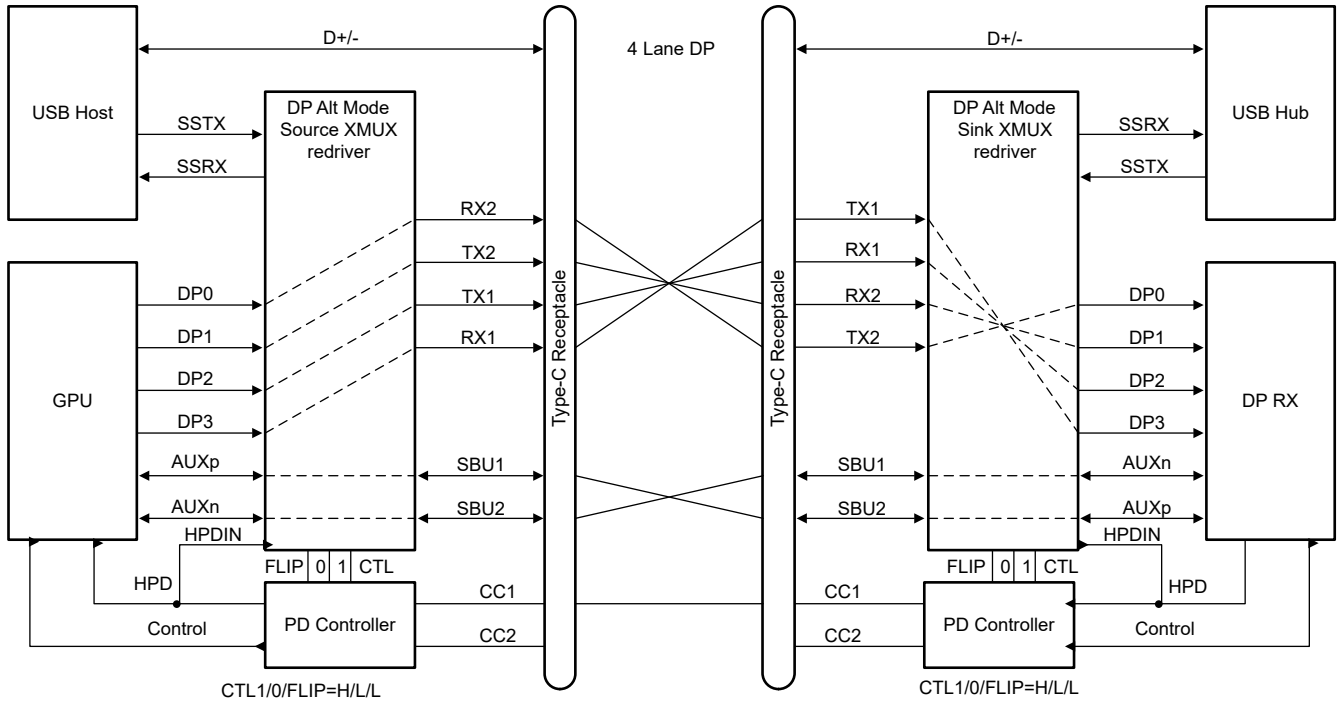 D+/-
4 Lane DP
D+/-
USB Host
SSTX
SSRX
DP Alt Mode
Source XMUX
redriver
DP Alt Mode
Sink XMUX
redriver
SSRX
SSTX
USB Hub
RX2
TX2
TX1
RX1
Type-C Receptacle
Type-C Receptacle
TX1
RX1
RX2
TX2
GPU
DP0
DP1
DP2
DP3
AUXp
AUXn
SBU1
SBU2
SBU1
SBU2
DP0
DP1
DP2
DP3
AUXn
AUXp
DP RX
HPDIN
FLIP 0 1 CTL
HPD
Control
PD Controller
CC1
CC2
CC1
CC2
HPDIN
FLIP 0 1 CTL
HPD
Control
PD Controller
CTL1/0/FLIP=H/L/L
CTL1/0/FLIP=H/L/L